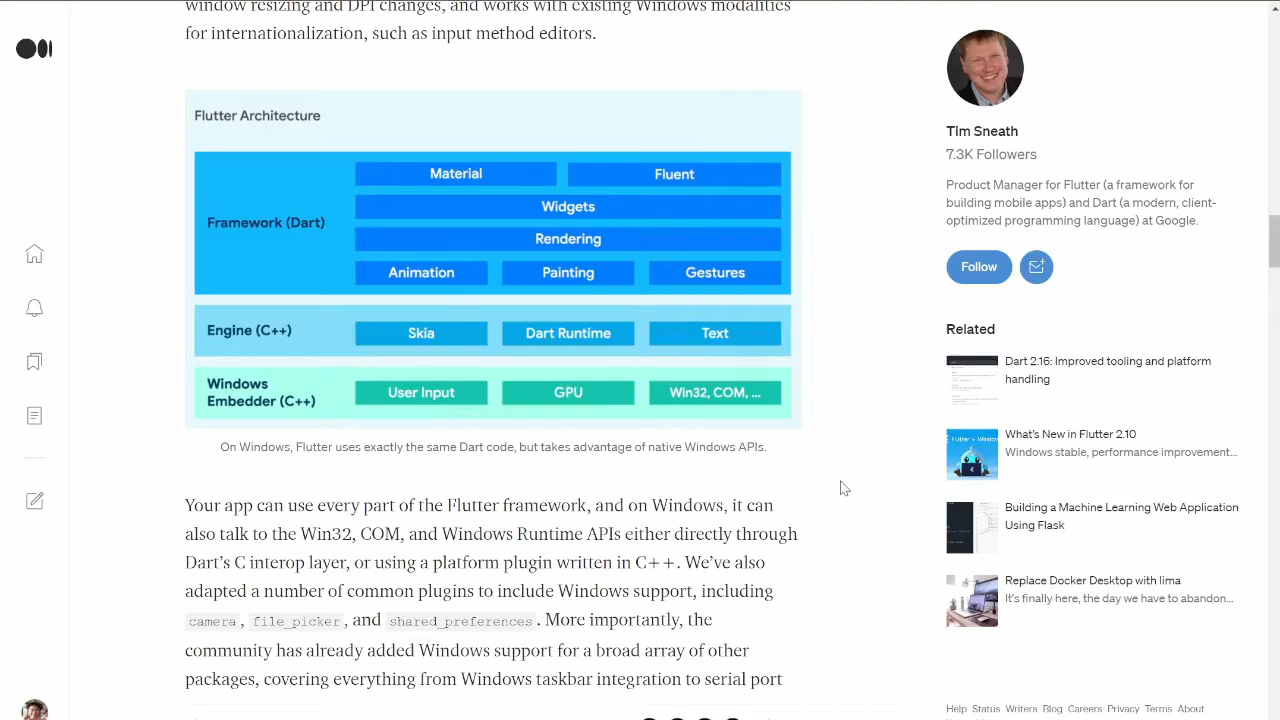 window resizing and DPI changes, and works with existing Windows modalities
for internationalization, such as input method editors.
Flutter Architecture
Framework (Dart)
Material
Fluent
Widgets
Rendering
Animation
Painting
Gestures
Engine (C++)
Skia
Dart Runtime
Text
Windows
Embedder (C++)
User Input
GPU
Win32, COM, ...
On Windows, Flutter uses exactly the same Dart code, but takes advantage of native Windows APIs.
Your app can use every part of the Flutter framework, and on Windows, it can
also talk to the Win32, COM, and Windows Runtime APIs either directly through
Dart's C interop layer, or using a platform plugin written in C++. We've also
adapted a number of common plugins to include Windows support, including
camera, file_picker, and shared_preferences. More importantly, the
community has already added Windows support for a broad array of other
packages, covering everything from Windows taskbar integration to serial port
Tim Sneath
7.3K Followers
Product Manager for Flutter (a framework for
building mobile apps) and Dart (a modern, client-
optimized programming language) at Google.
Follow
Related
Dart 2.16: Improved tooling and platform
handling
What's New in Flutter 2.10
Windows stable, performance improvement...
Flutter + Window
Building a Machine Learning Web Application
Using Flask
Replace Docker Desktop with lima
It's finally here, the day we have to abandon...
Help Status Writers Blog Careers Privacy Terms About